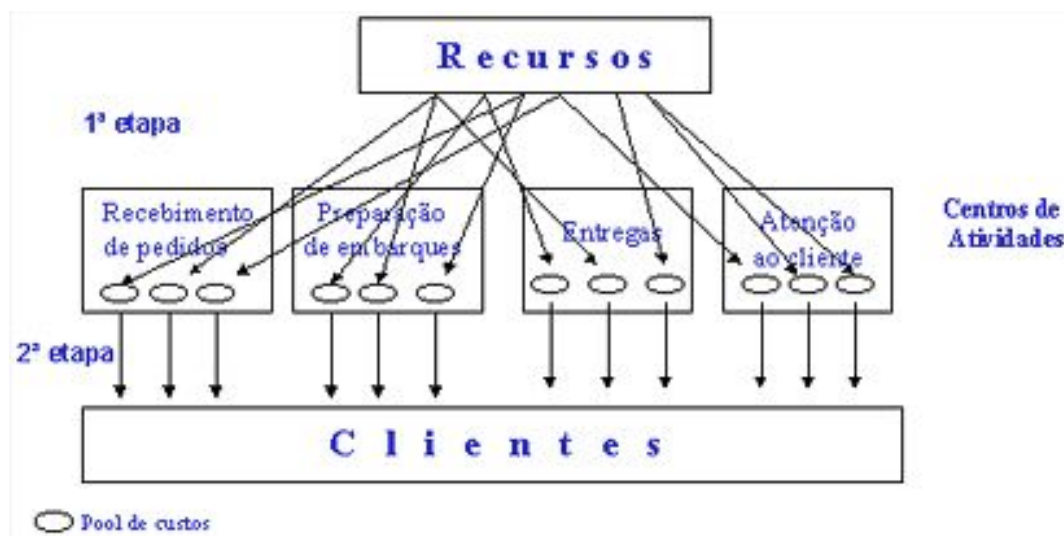 Recursos
1ª etapa
Recebimento
de pedidos
Preparação
de embarques
Entregas
Atenção
ao cliente
Centros de
Atividades
2ª etapa
Clientes
Pool de custos